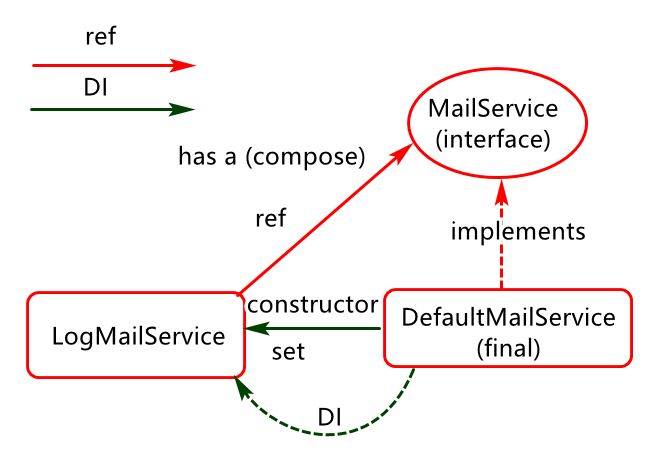 ref
DI
MailService
(interface)
has a (compose)
ref
implements
constructor
LogMailService
set
DefaultMailService
(final)
DI